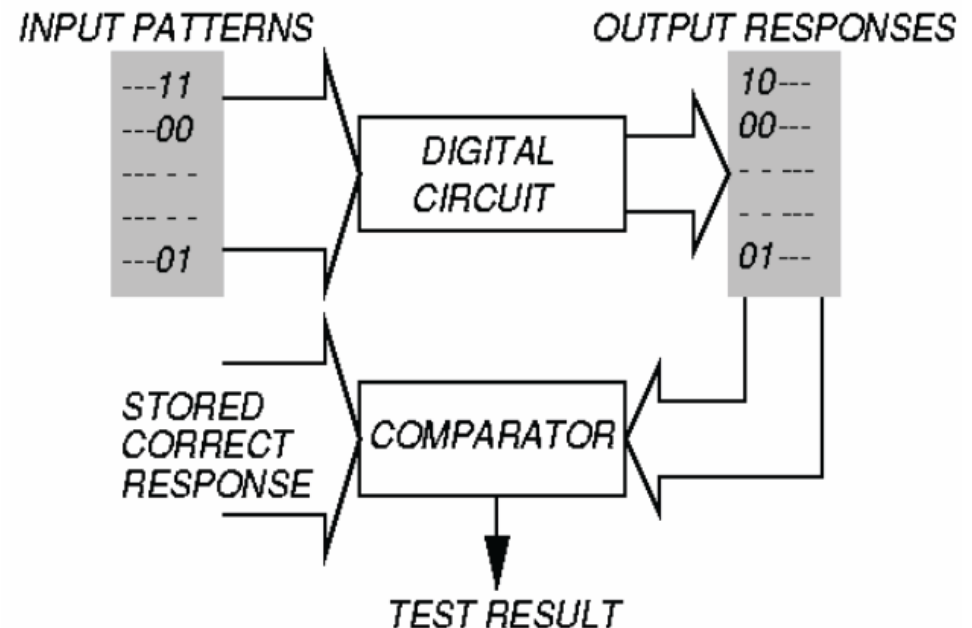 INPUT PATTERNS
OUTPUT RESPONSES
---11
---00
--- - -
--- - -
---01
DIGITAL
CIRCUIT
10---
00---
- - ---
- - ---
01---
STORED
CORRECT
RESPONSE
COMPARATOR
TEST RESULT